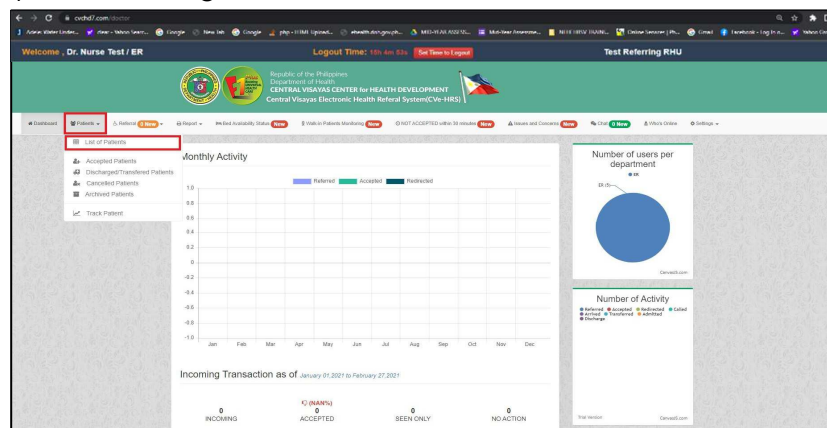 cvchd7.com/doctor
Google
New Tab
Google
Gmail
Welcome , Dr. Nurse Test / ER
Logout Time: 15h 4m 53s
Set Time to Logout
Test Referring RHU
Republic of the Philippines
Department of Health
CENTRAL VISAYAS CENTER for HEALTH DEVELOPMENT
Central Visayas Electronic Health Referal System(CVe-HRS)
Dashboard
Patients
Referral 0 New
Report
Bed Availability Status New
Walk-In Patients Monitoring New
NOT ACCEPTED within 30 minutes New
Issues and Concerns New
Chat 0 New
Who's Online
Settings
List of Patients
Accepted Patients
Discharged/Transfered Patients
Cancelled Patients
Archived Patients
Track Patient
Monthly Activity
Referred Accepted Redirected
1.0
0.8
0.6
0.4
0.2
0
-0.2
-0.4
-0.6
-0.8
-1.0
Jan Feb Mar Apr May Jun Jul Aug Sep Oct Nov Dec
Number of users per
department
ER
ER (5)
CanvasJS.com
Number of Activity
Referred Accepted Redirected Called
Arrived Transferred Admitted
Discharge
Trial Version
CanvasJS.com
Incoming Transaction as of January 01,2021 to February 27,2021
(NAN%)
0 0 0 0
INCOMING ACCEPTED SEEN ONLY NO ACTION